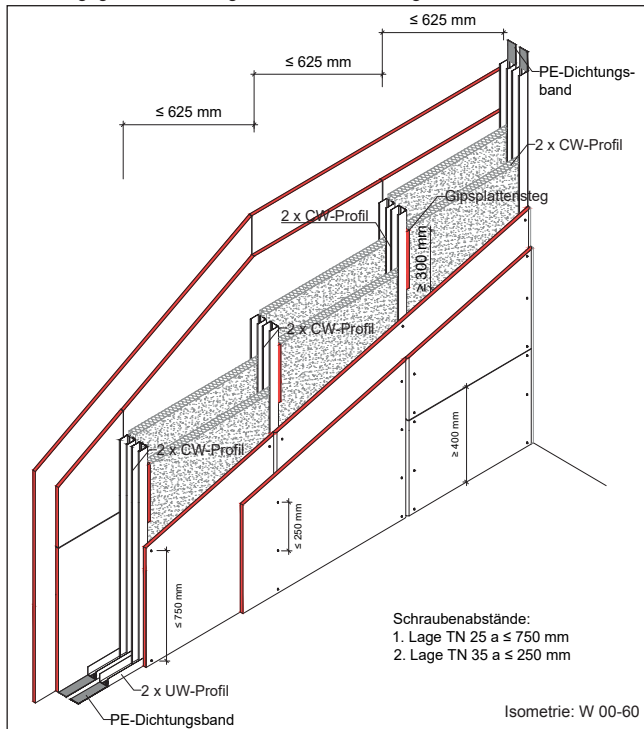 ≤ 625 mm
≤ 625 mm
≤ 625 mm
PE-Dichtungs-
band
2 x CW-Profil
Gipsplattensteg
2 x CW-Profil
≥ 300 mm
2 x CW-Profil
2 x CW-Profil
≥ 400 mm
≤ 250 mm
≤ 750 mm
Schraubenabstände:
1. Lage TN 25 a ≤ 750 mm
2. Lage TN 35 a ≤ 250 mm
2 x UW-Profil
PE-Dichtungsband
Isometrie: W 00-60